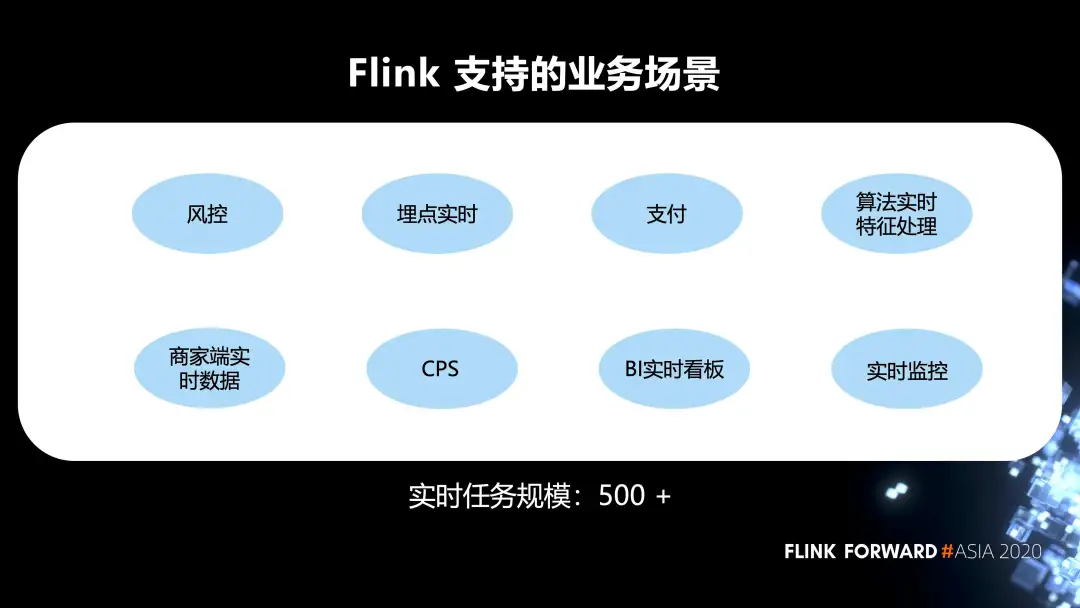 Flink 支持的业务场景
风控
埋点实时
支付
算法实时
特征处理
商家端实
时数据
CPS
BI实时看板
实时监控
实时任务规模：500 +
FLINK FORWARD #ASIA 2020